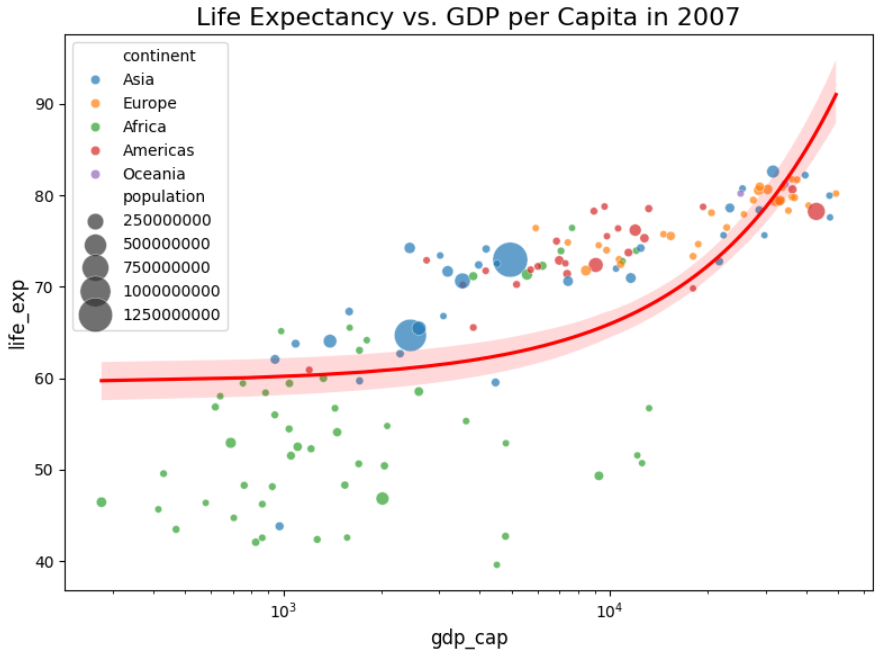 Life Expectancy vs. GDP per Capita in 2007
continent
Asia
Europe
Africa
Americas
Oceania
population
250000000
500000000
750000000
1000000000
1250000000
90
80
70
60
50
40
life_exp
10³
10⁴
gdp_cap